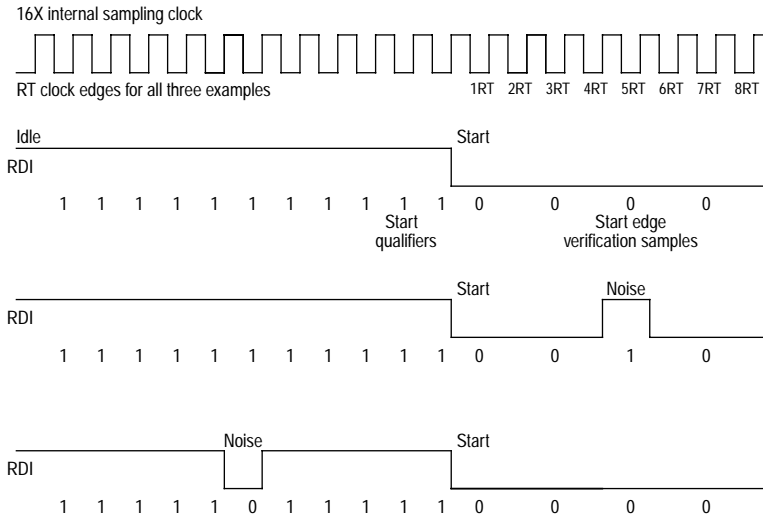 16X internal sampling clock
RT clock edges for all three examples
1RT 2RT 3RT 4RT 5RT 6RT 7RT 8RT
Idle
Start
RDI
1 1 1 1 1 1 1 1 1 1 1 0 0 0 0
Start
qualifiers
Start edge
verification samples
Start
Noise
RDI
1 1 1 1 1 1 1 1 1 1 1 0 0 1 0
Noise
Start
RDI
1 1 1 1 1 0 1 1 1 1 1 0 0 0 0